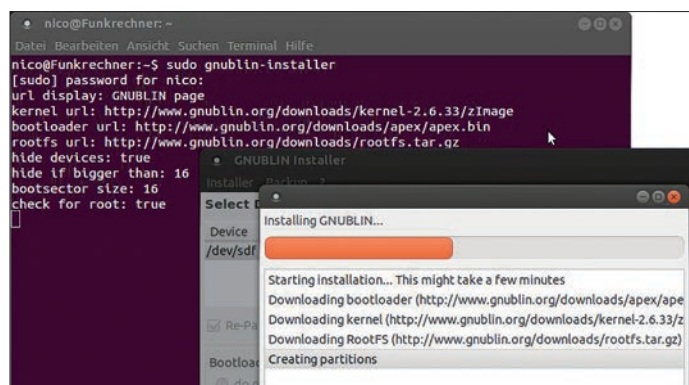 nico@Funkrechner: ~
Datei Bearbeiten Ansicht Suchen Terminal Hilfe
nico@Funkrechner:~$ sudo gnublin-installer
[sudo] password for nico:
url display: GNUBLIN page
kernel url: http://www.gnublin.org/downloads/kernel-2.6.33/zImage
bootloader url: http://www.gnublin.org/downloads/apex/apex.bin
rootfs url: http://www.gnublin.org/downloads/rootfs.tar.gz
hide devices: true
hide if bigger than: 16
bootsector size: 16
check for root: true
GNUBLIN Installer
Installer Backup ?
Select
Device
/dev/sdf
Re-Pa
Bootload
Installing GNUBLIN...
Starting installation... This might take a few minutes
Downloading bootloader (http://www.gnublin.org/downloads/apex/ape
Downloading kernel (http://www.gnublin.org/downloads/kernel-2.6.33/z
Downloading RootFS (http://www.gnublin.org/downloads/rootfs.tar.gz)
Creating partitions